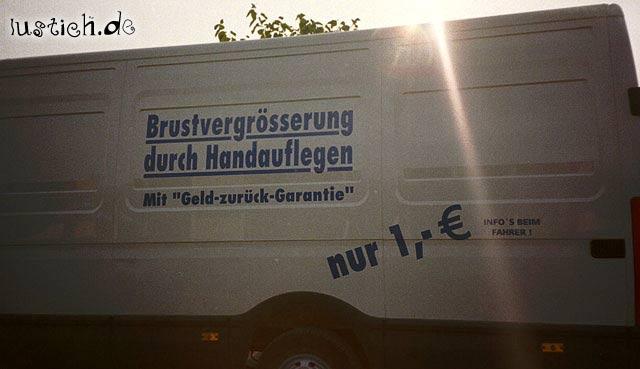 lustich.de
Brustvergrösserung
durch Handauflegen
Mit "Geld-zurück-Garantie"
nur 1,- €
INFO`S BEIM
FAHRER !